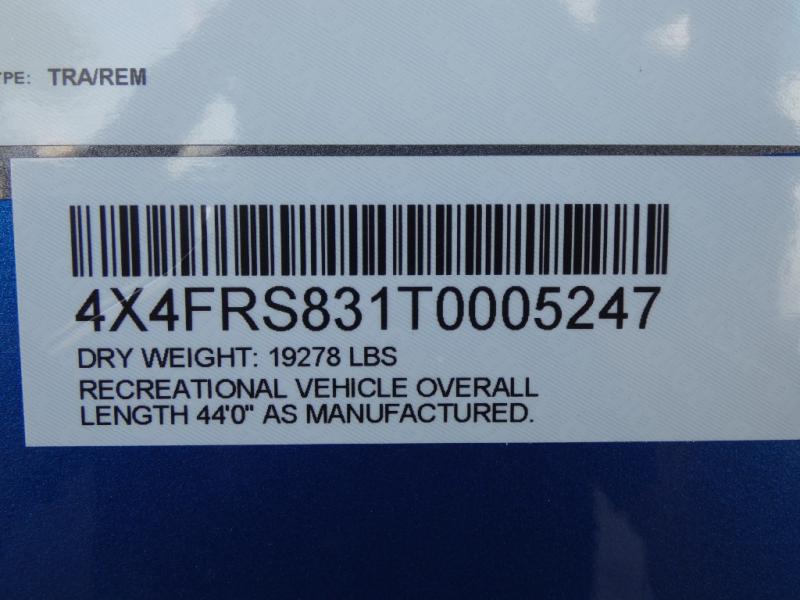 TRA/REM
4X4FRS831T0005247
DRY WEIGHT: 19278 LBS
RECREATIONAL VEHICLE OVERALL
LENGTH 44'0" AS MANUFACTURED.